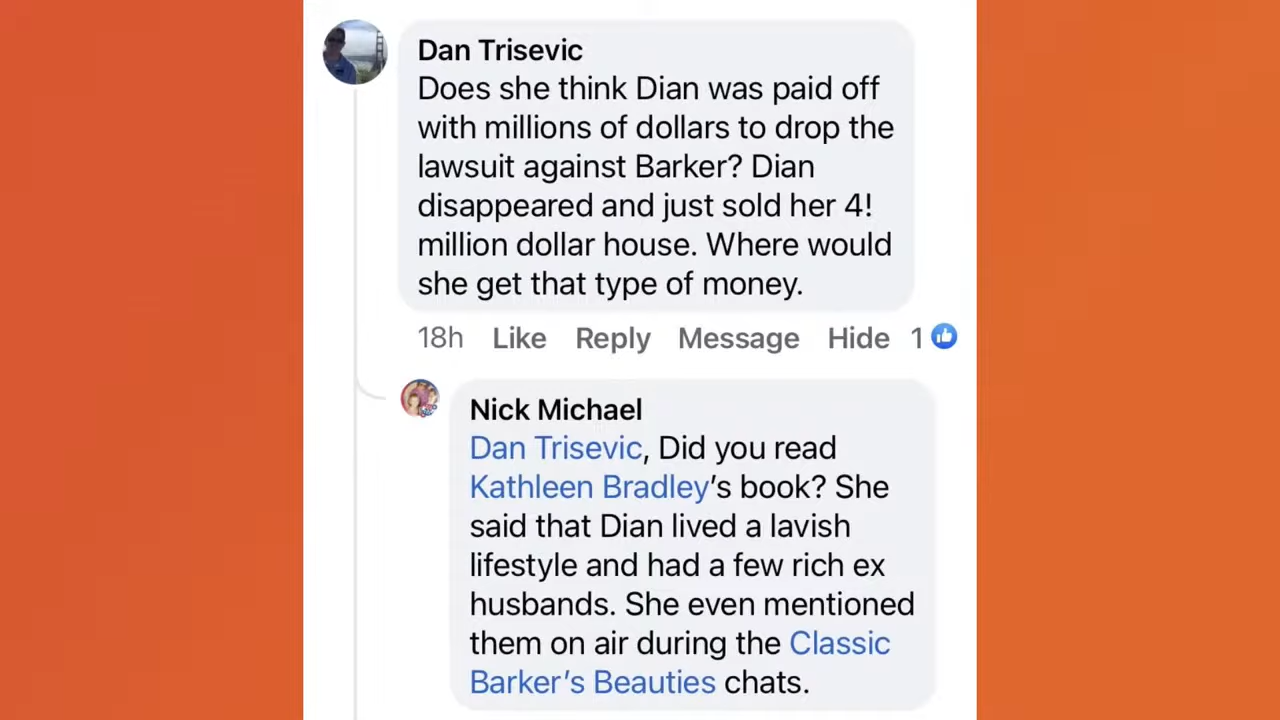 Dan Trisevic
Does she think Dian was paid off
with millions of dollars to drop the
lawsuit against Barker? Dian
disappeared and just sold her 4!
million dollar house. Where would
she get that type of money.
18h Like Reply Message Hide 1
Nick Michael
Dan Trisevic, Did you read
Kathleen Bradley's book? She
said that Dian lived a lavish
lifestyle and had a few rich ex
husbands. She even mentioned
them on air during the Classic
Barker's Beauties chats.